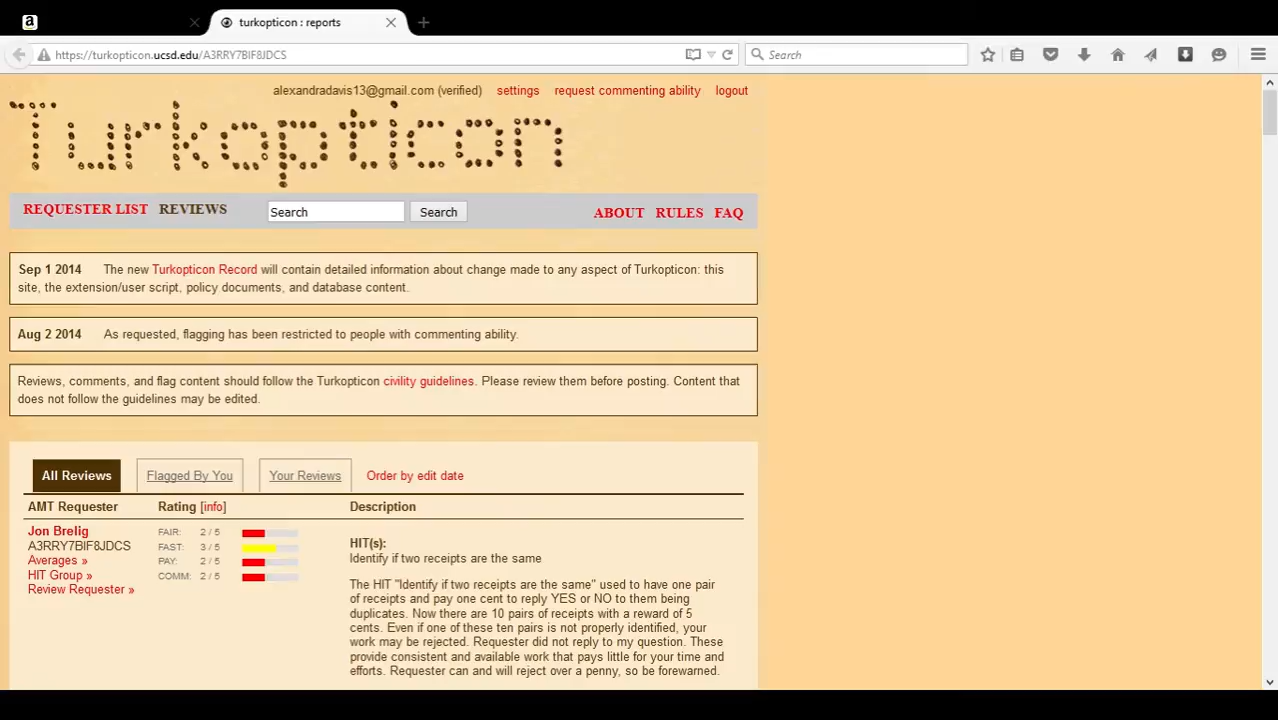 a
turkopticon : reports
https://turkopticon.ucsd.edu/A3RRY7BIF8JDCS
Search
alexandradavis13@gmail.com (verified) settings request commenting ability logout
Turkopticon
REQUESTER LIST REVIEWS Search Search ABOUT RULES FAQ
Sep 1 2014 The new Turkopticon Record will contain detailed information about change made to any aspect of Turkopticon: this
site, the extension/user script, policy documents, and database content.
Aug 2 2014 As requested, flagging has been restricted to people with commenting ability.
Reviews, comments, and flag content should follow the Turkopticon civility guidelines. Please review them before posting. Content that
does not follow the guidelines may be edited.
All Reviews Flagged By You Your Reviews Order by edit date
AMT Requester Rating [info] Description
Jon Brelig
A3RRY7BIF8JDCS
Averages »
HIT Group »
Review Requester »
FAIR: 2 / 5
FAST: 3 / 5
PAY: 2 / 5
COMM: 2 / 5
HIT(s):
Identify if two receipts are the same
The HIT "Identify if two receipts are the same" used to have one pair
of receipts and pay one cent to reply YES or NO to them being
duplicates. Now there are 10 pairs of receipts with a reward of 5
cents. Even if one of these ten pairs is not properly identified, your
work may be rejected. Requester did not reply to my question. These
provide consistent and available work that pays little for your time and
efforts. Requester can and will reject over a penny, so be forewarned.